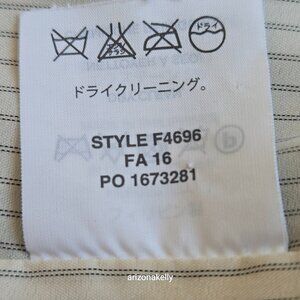 ドライ
ドライクリーニング。
STYLE F4696
FA 16
PO 1673281
arizonakelly